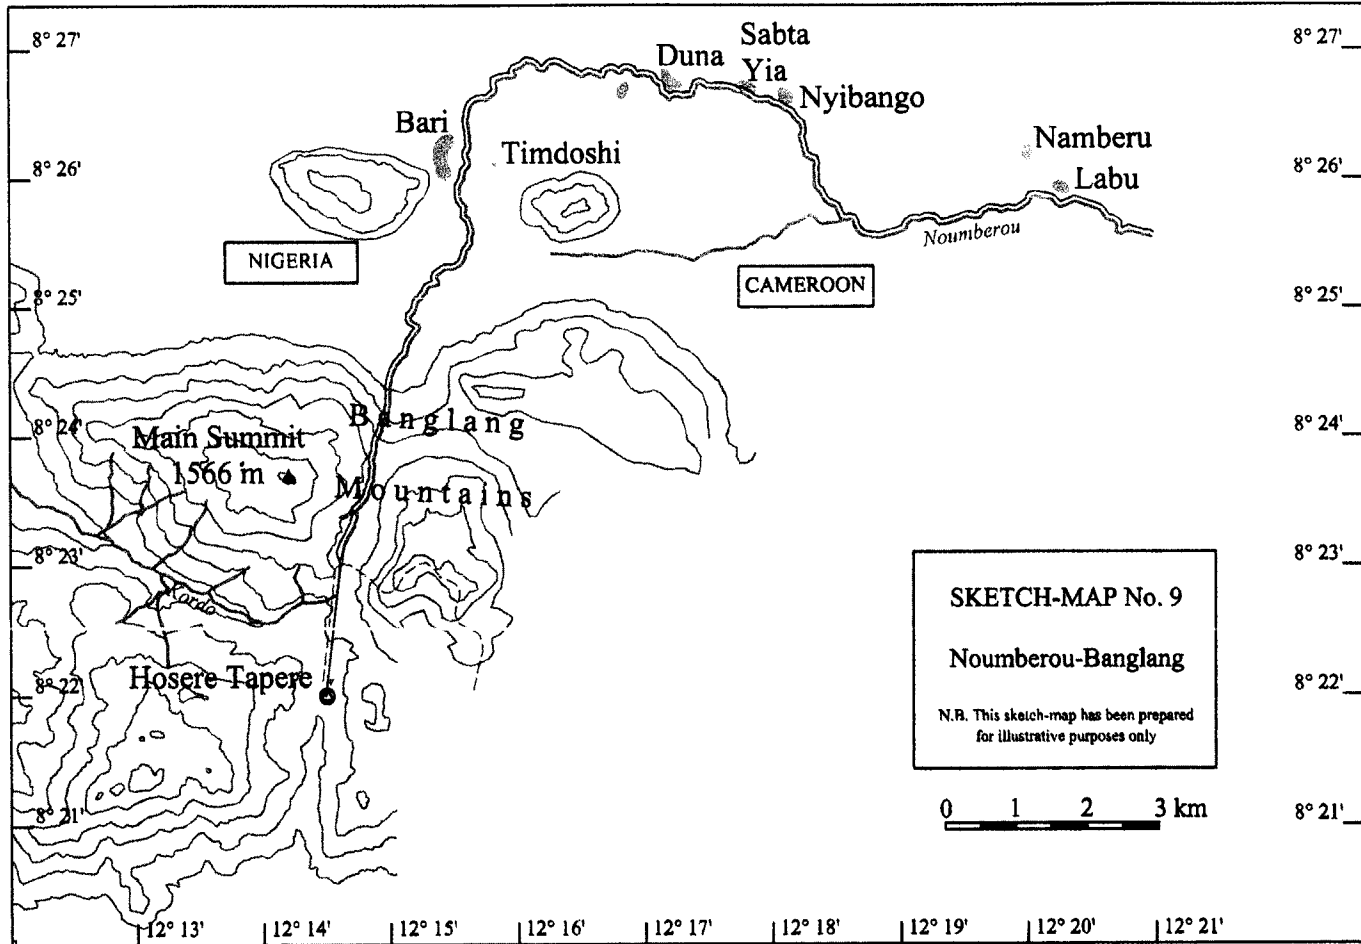 8° 27'
8° 27'
Sabta
Duna
Yia
Nyibango
Bari
Timdoshi
Namberu
8° 26'
8° 26'
Labu
Noumberou
NIGERIA
CAMEROON
8° 25'
8° 25'
Banglang
8° 24'
8° 24'
Main Summit
1566 m
Mountains
8° 23'
8° 23'
Kordo
SKETCH-MAP No. 9
Noumberou-Banglang
N.B. This sketch-map has been prepared
for illustrative purposes only
Hosere Tapere
8° 22'
8° 22'
0 1 2 3 km
8° 21'
8° 21'
12° 13' 12° 14' 12° 15' 12° 16' 12° 17' 12° 18' 12° 19' 12° 20' 12° 21'